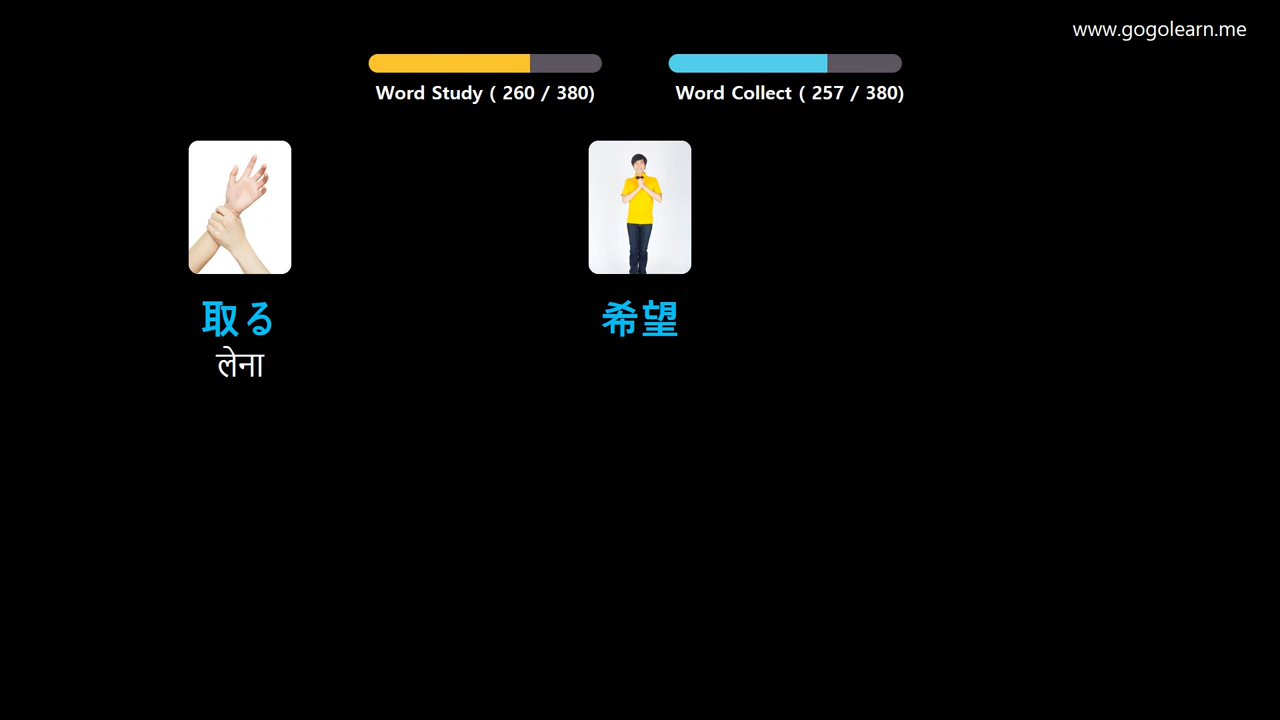 www.gogolearn.me
Word Study ( 260 / 380)
Word Collect ( 257 / 380)
取る
लेना
希望